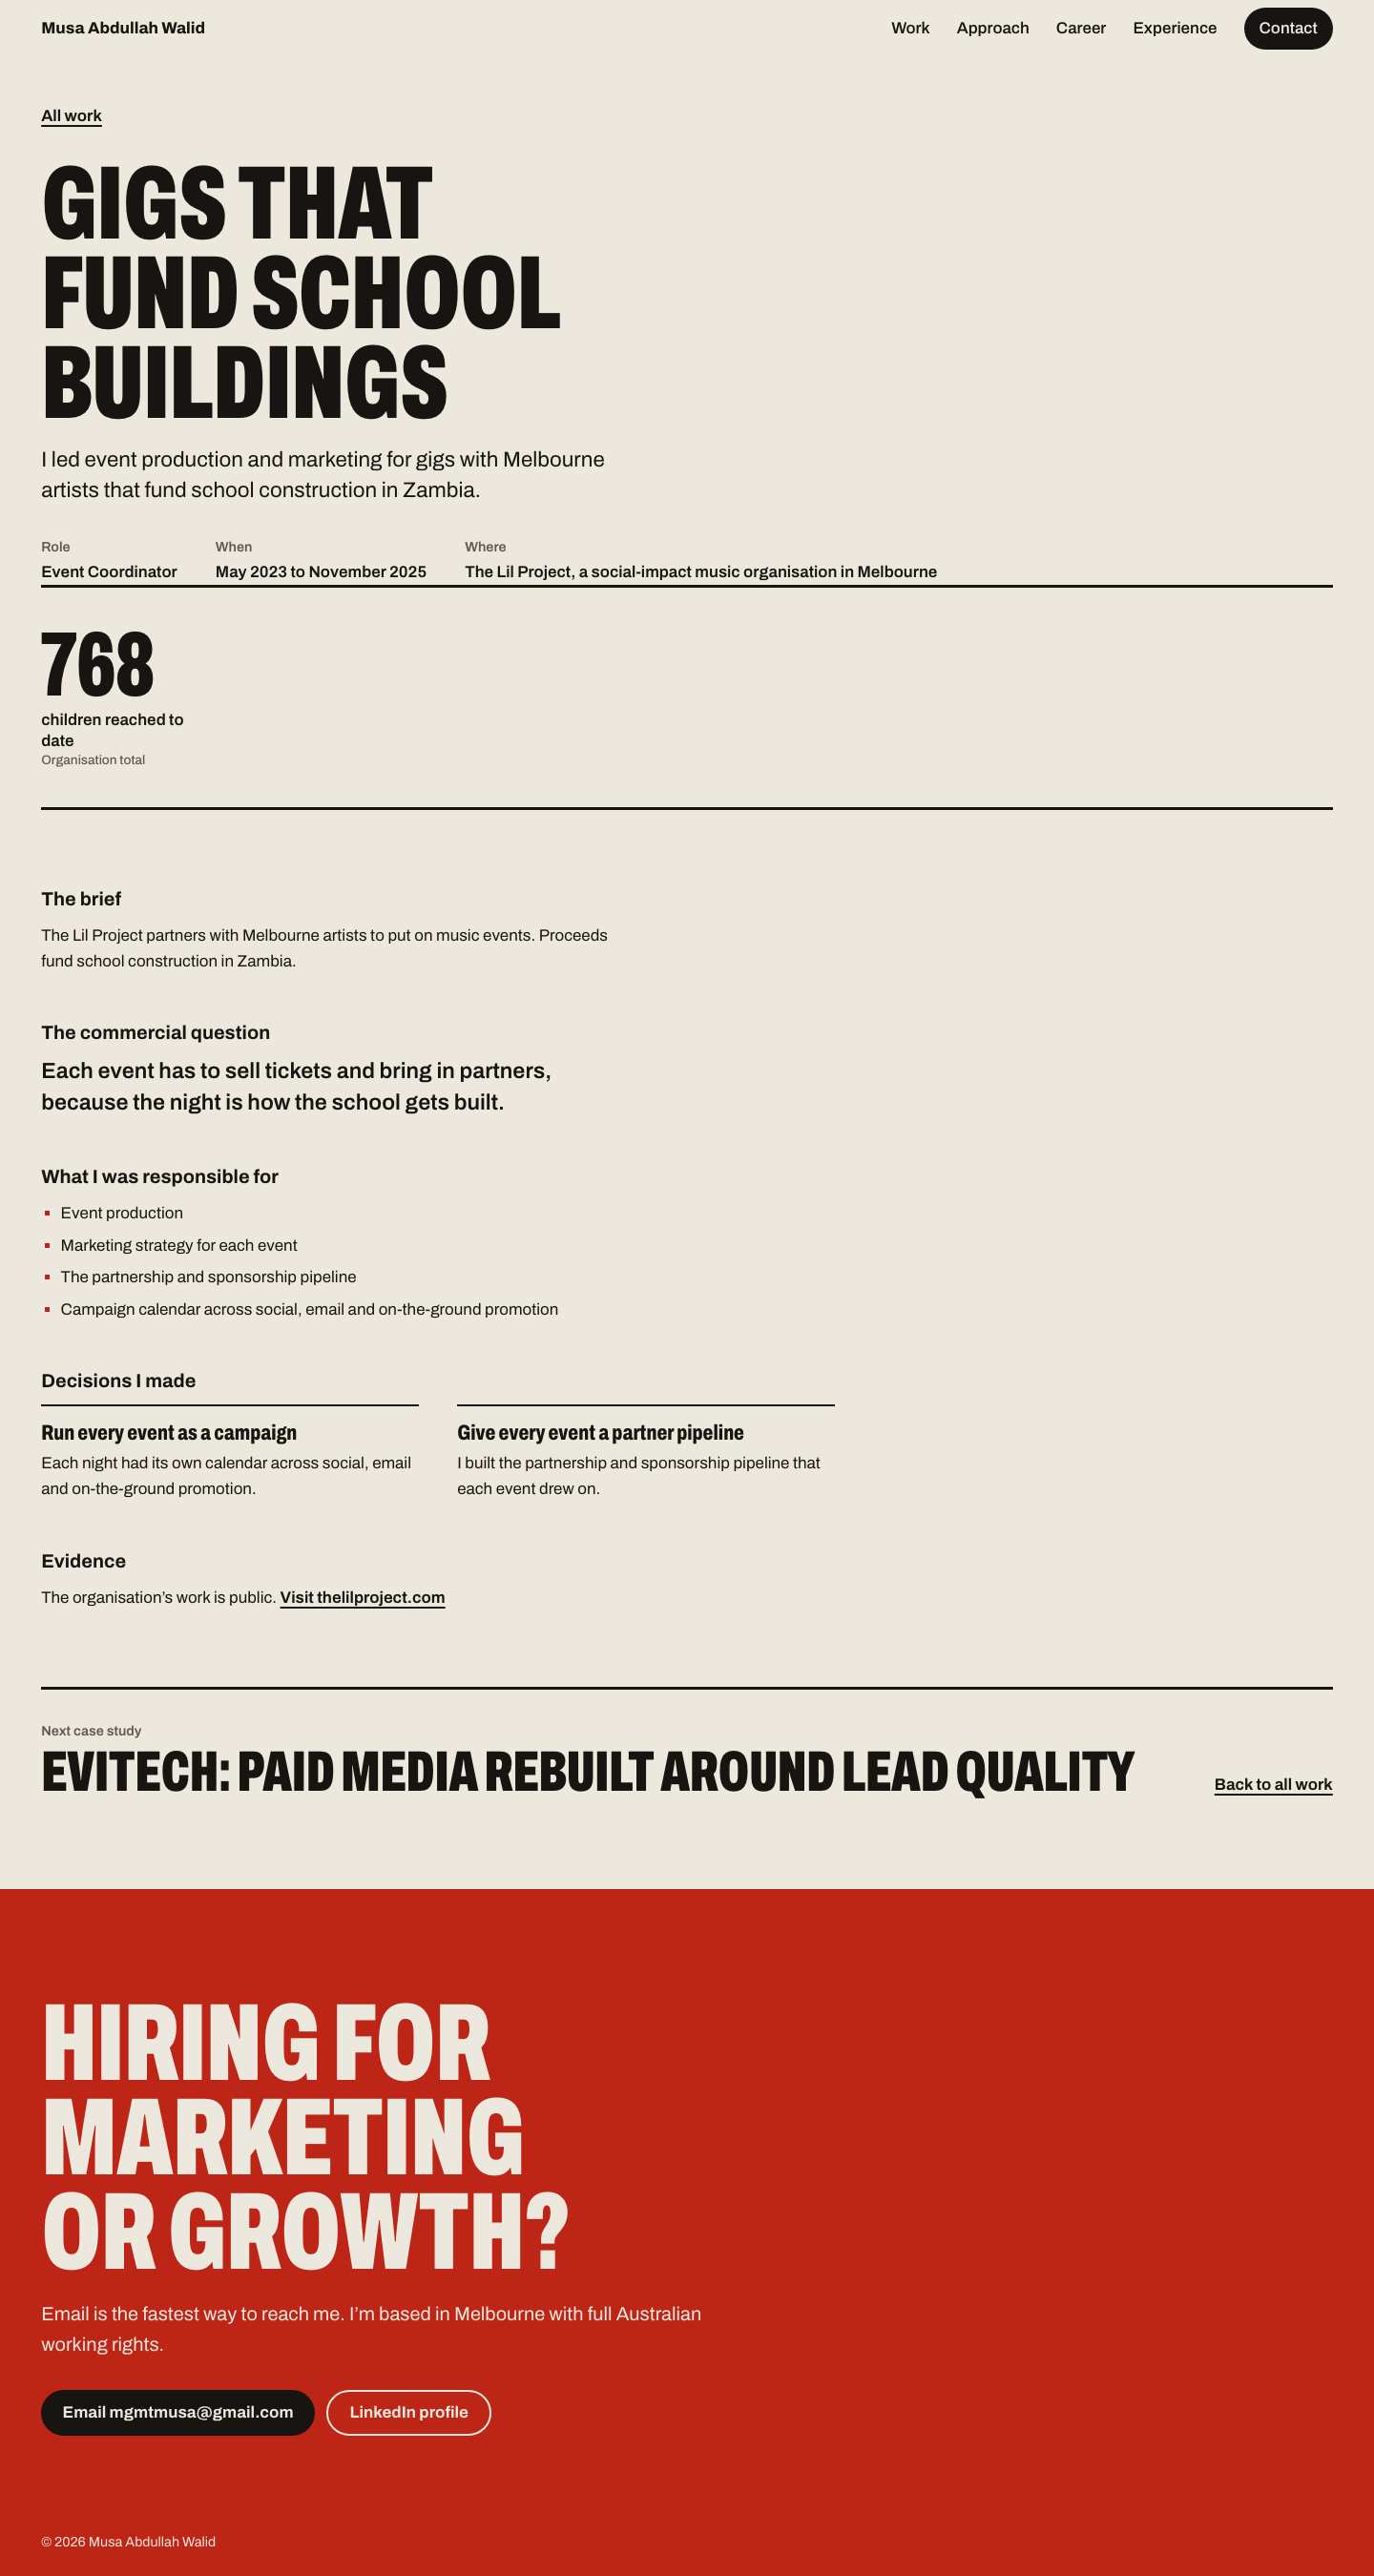 Musa Abdullah Walid
Work Approach Career Experience Contact
All work
GIGS THAT
FUND SCHOOL
BUILDINGS
I led event production and marketing for gigs with Melbourne
artists that fund school construction in Zambia.
Role When Where
Event Coordinator May 2023 to November 2025 The Lil Project, a social-impact music organisation in Melbourne
768
children reached to
date
Organisation total
The brief
The Lil Project partners with Melbourne artists to put on music events. Proceeds
fund school construction in Zambia.
The commercial question
Each event has to sell tickets and bring in partners,
because the night is how the school gets built.
What I was responsible for
Event production
Marketing strategy for each event
The partnership and sponsorship pipeline
Campaign calendar across social, email and on-the-ground promotion
Decisions I made
Run every event as a campaign
Each night had its own calendar across social, email
and on-the-ground promotion.
Give every event a partner pipeline
I built the partnership and sponsorship pipeline that
each event drew on.
Evidence
The organisation’s work is public. Visit thelilproject.com
Next case study
EVITECH: PAID MEDIA REBUILT AROUND LEAD QUALITY
Back to all work
HIRING FOR
MARKETING
OR GROWTH?
Email is the fastest way to reach me. I’m based in Melbourne with full Australian
working rights.
Email mgmtmusa@gmail.com LinkedIn profile
© 2026 Musa Abdullah Walid